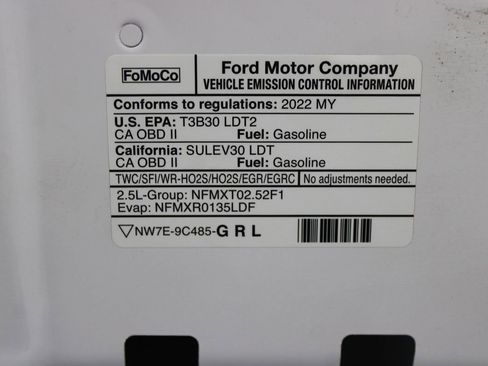 FoMoCo
Ford Motor Company
VEHICLE EMISSION CONTROL INFORMATION
Conforms to regulations: 2022 MY
U.S. EPA: T3B30 LDT2
CA OBD II Fuel: Gasoline
California: SULEV30 LDT
CA OBD II Fuel: Gasoline
TWC/SFI/WR-HO2S/HO2S/EGR/EGRC No adjustments needed.
2.5L-Group: NFMXT02.52F1
Evap: NFMXR0135LDF
NW7E-9C485-G R L